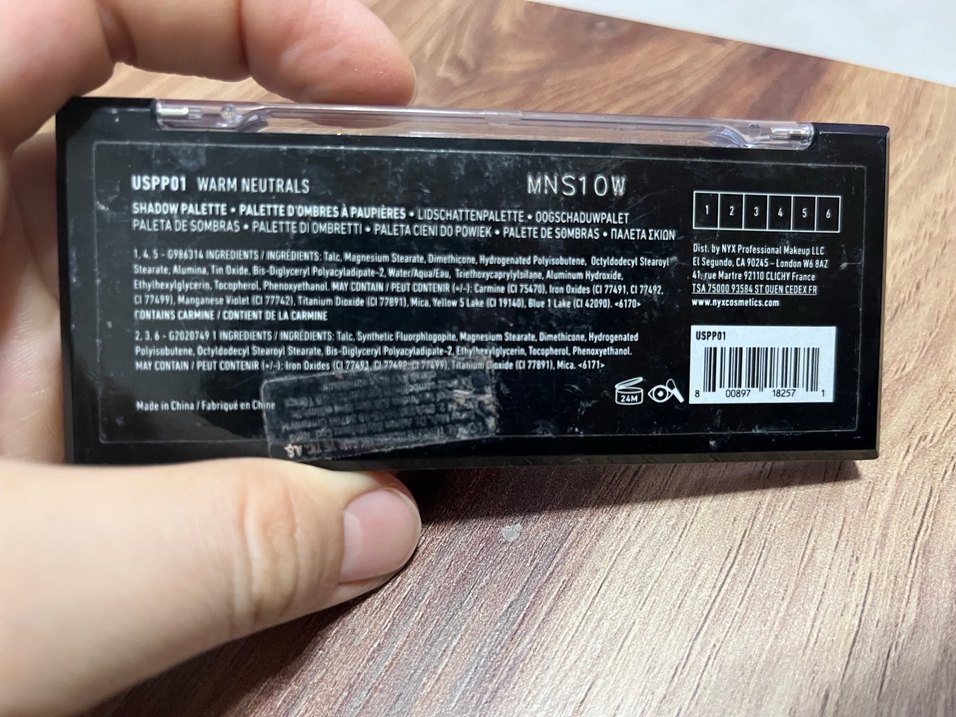 USPP01 WARM NEUTRALS
MNS10W
SHADOW PALETTE • PALETTE D'OMBRES À PAUPIÈRES • LIDSCHATTENPALETTE • OOGSCHADUWPALET
PALETA DE SOMBRAS • PALETTE DI OMBRETTI • PALETA CIENI DO POWIEK • PALETE DE SOMBRAS • ΠΑΛΕΤΑ ΣΚΙΩΝ
1, 4, 5 - G986314 INGREDIENTS / INGRÉDIENTS: Talc, Magnesium Stearate, Dimethicone, Hydrogenated Polyisobutene, Octyldodecyl Stearoyl
Stearate, Alumina, Tin Oxide, Bis-Diglyceryl Polyacyladipate-2, Water/Aqua/Eau, Triethoxycaprylylsilane, Aluminum Hydroxide,
Ethylhexylglycerin, Tocopherol, Phenoxyethanol. MAY CONTAIN / PEUT CONTENIR (+/-): Carmine (CI 75470), Iron Oxides (CI 77491, CI 77492,
CI 77499), Manganese Violet (CI 77742), Titanium Dioxide (CI 77891), Mica, Yellow 5 Lake (CI 19140), Blue 1 Lake (CI 42090). <6170>
CONTAINS CARMINE / CONTIENT DE LA CARMINE
2, 3, 6 - G2020749 1 INGREDIENTS / INGRÉDIENTS: Talc, Synthetic Fluorphlogopite, Magnesium Stearate, Dimethicone, Hydrogenated
Polyisobutene, Octyldodecyl Stearoyl Stearate, Bis-Diglyceryl Polyacyladipate-2, Ethylhexylglycerin, Tocopherol, Phenoxyethanol.
MAY CONTAIN / PEUT CONTENIR (+/-): Iron Oxides (CI 77491, CI 77492, CI 77499), Titanium Dioxide (CI 77891), Mica. <6171>
Made in China / Fabriqué en Chine
1 2 3 4 5 6
Dist. by NYX Professional Makeup LLC
El Segundo, CA 90245 – London W6 8AZ
41, rue Martre 92110 CLICHY France
TSA 75000 93584 ST OUEN CEDEX FR
www.nyxcosmetics.com
USPP01
8 00897 18257 1
24M